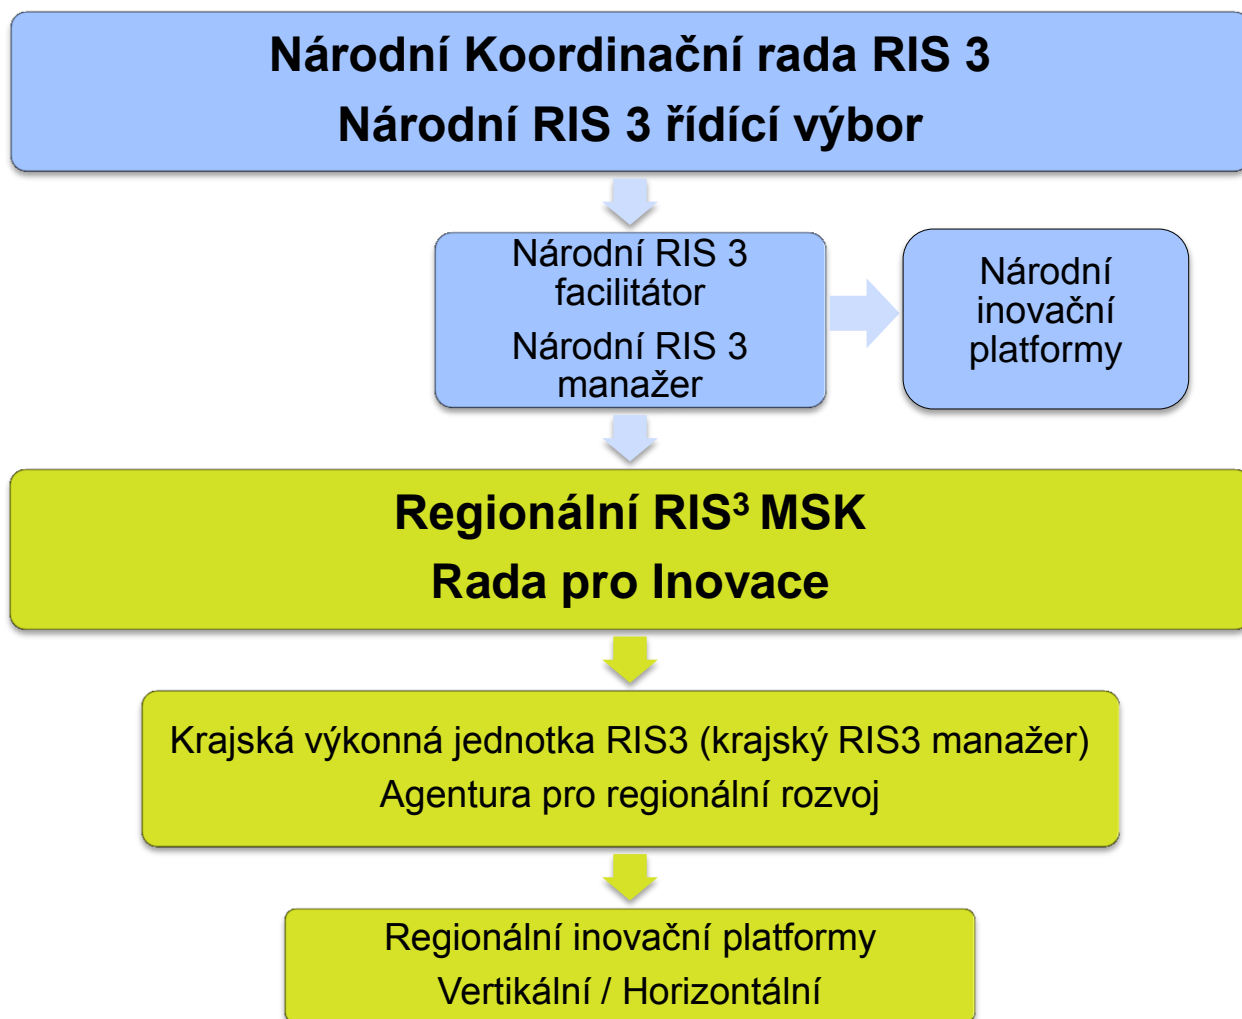 Národní Koordinační rada RIS 3
Národní RIS 3 řídící výbor
Národní RIS 3
facilitátor
Národní RIS 3
manažer
Národní
inovační
platformy
Regionální RIS³ MSK
Rada pro Inovace
Krajská výkonná jednotka RIS3 (krajský RIS3 manažer)
Agentura pro regionální rozvoj
Regionální inovační platformy
Vertikální / Horizontální